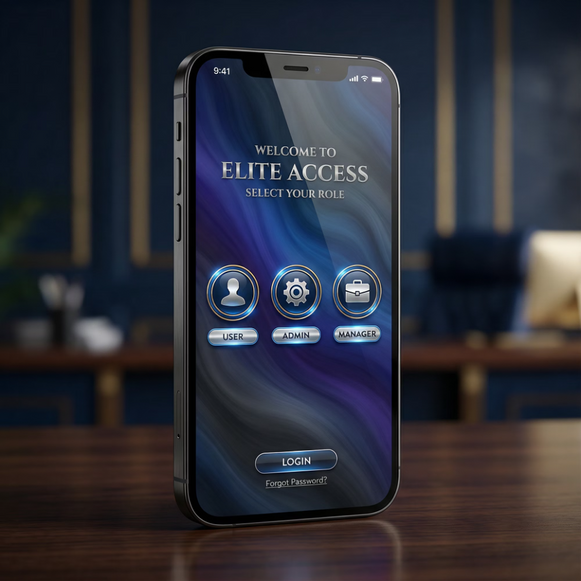 9:41
WELCOME TO
ELITE ACCESS
SELECT YOUR ROLE
USER
ADMIN
MANAGER
LOGIN
Forgot Password?